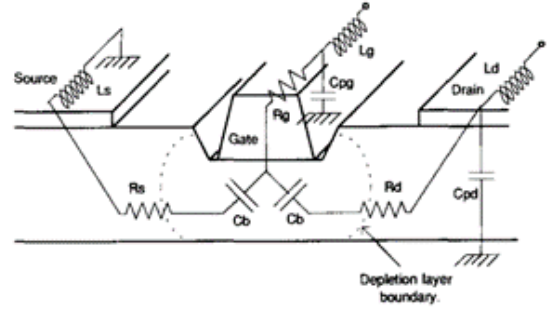 Lg
Ld
Source
Ls
Cpg
Drain
Rg
Gate
Rs
Rd
Cpd
Cb
Cb
Depletion layer
boundary.